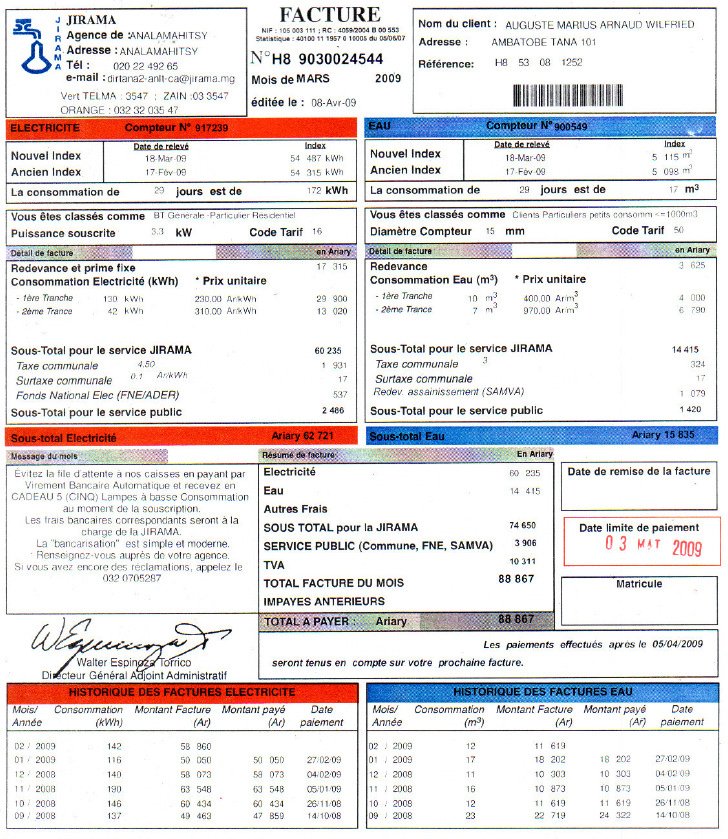 JIRAMA
JIRAMA
Agence de : ANALAMAHITSY
Adresse : ANALAMAHITSY
Tél : 020 22 492 65
e-mail : dirtana2-anlt-ca@jirama.mg
Vert TELMA : 3547 ; ZAIN :03 3547
ORANGE : 032 32 035 47
FACTURE
NIF : 105 003 111 ; RC : 4059/2004 B 00 553
Statistique : 40100 11 1957 0 10005 du 05/06/07
N°H8 9030024544
Mois de MARS 2009
éditée le : 08-Avr-09
Nom du client : AUGUSTE MARIUS ARNAUD WILFRIED
Adresse : AMBATOBE TANA 101
Référence: H8 53 08 1252
ELECTRICITE Compteur N° 917239
Date de relevé Index
Nouvel Index 18-Mar-09 54 487 kWh
Ancien Index 17-Fév-09 54 315 kWh
La consommation de 29 jours est de 172 kWh
Vous êtes classés comme BT Générale -Particulier Résidentiel
Puissance souscrite 3.3 kW Code Tarif 16
Détail de facture en Ariary
Redevance et prime fixe 17 315
Consommation Electricité (kWh) * Prix unitaire
- 1ère Tranche 130 kWh 230.00 Ar/kWh 29 900
- 2ème Trance 42 kWh 310.00 Ar/kWh 13 020
Sous-Total pour le service JIRAMA 60 235
Taxe communale 4,50 1 931
Surtaxe communale 0.1 Ar/kWh 17
Fonds National Elec (FNE/ADER) 537
Sous-Total pour le service public 2 486
Sous-total Electricité Ariary 62 721
EAU Compteur N° 900549
Date de relevé Index
Nouvel Index 18-Mar-09 5 115 m3
Ancien Index 17-Fév-09 5 098 m3
La consommation de 29 jours est de 17 m3
Vous êtes classés comme Clients Particuliers petits consomm <=1000m3
Diamètre Compteur 15 mm Code Tarif 50
Détail de facture en Ariary
Redevance 3 625
Consommation Eau (m3) * Prix unitaire
- 1ère Tranche 10 m3 400.00 Ar/m3 4 000
- 2ème Trance 7 m3 970.00 Ar/m3 6 790
Sous-Total pour le service JIRAMA 14 415
Taxe communale 3 324
Surtaxe communale 17
Redev. assainissement (SAMVA) 1 079
Sous-Total pour le service public 1 420
Sous-total Eau Ariary 15 835
Message du mois
Evitez la file d'attente à nos caisses en payant par
Virement Bancaire Automatique et recevez en
CADEAU 5 (CINQ) Lampes à basse Consommation
au moment de la souscription.
Les frais bancaires correspondants seront à la
charge de la JIRAMA.
La "bancarisation" est simple et moderne.
Renseignez-vous auprès de votre agence.
Si vous avez encore des réclamations, appelez le
032 0705287
Résumé de facture En Ariary
Electricité 60 235
Eau 14 415
Autres Frais
SOUS TOTAL pour la JIRAMA 74 650
SERVICE PUBLIC (Commune, FNE, SAMVA) 3 906
TVA 10 311
TOTAL FACTURE DU MOIS 88 867
IMPAYES ANTERIEURS
TOTAL A PAYER : Ariary 88 867
Date de remise de la facture
Date limite de paiement
03 MAT 2009
Matricule
Walter Espinoza Torrico
Directeur Général Adjoint Administratif
Les paiements effectués apres le 05/04/2009
seront tenus en compte sur votre prochaine facture.
HISTORIQUE DES FACTURES ELECTRICITE
Mois/ Consommation Montant Facture Montant payé Date
Année (kWh) (Ar) (Ar) paiement
02 / 2009 142 58 860
01 / 2009 116 50 050 50 050 27/02/09
12 / 2008 140 58 073 58 073 04/02/09
11 / 2008 190 63 548 63 548 05/01/09
10 / 2008 146 60 434 60 434 26/11/08
09 / 2008 137 49 463 47 859 14/10/08
HISTORIQUE DES FACTURES EAU
Mois/ Consommation Montant Facture Montant payé Date
Année (m3) (Ar) (Ar) paiement
02 / 2009 12 11 619
01 / 2009 17 18 202 18 202 27/02/09
12 / 2008 11 10 303 10 303 04/02/09
11 / 2008 16 10 873 10 873 05/01/09
10 / 2008 12 11 619 11 619 26/11/08
09 / 2008 23 22 719 24 322 14/10/08